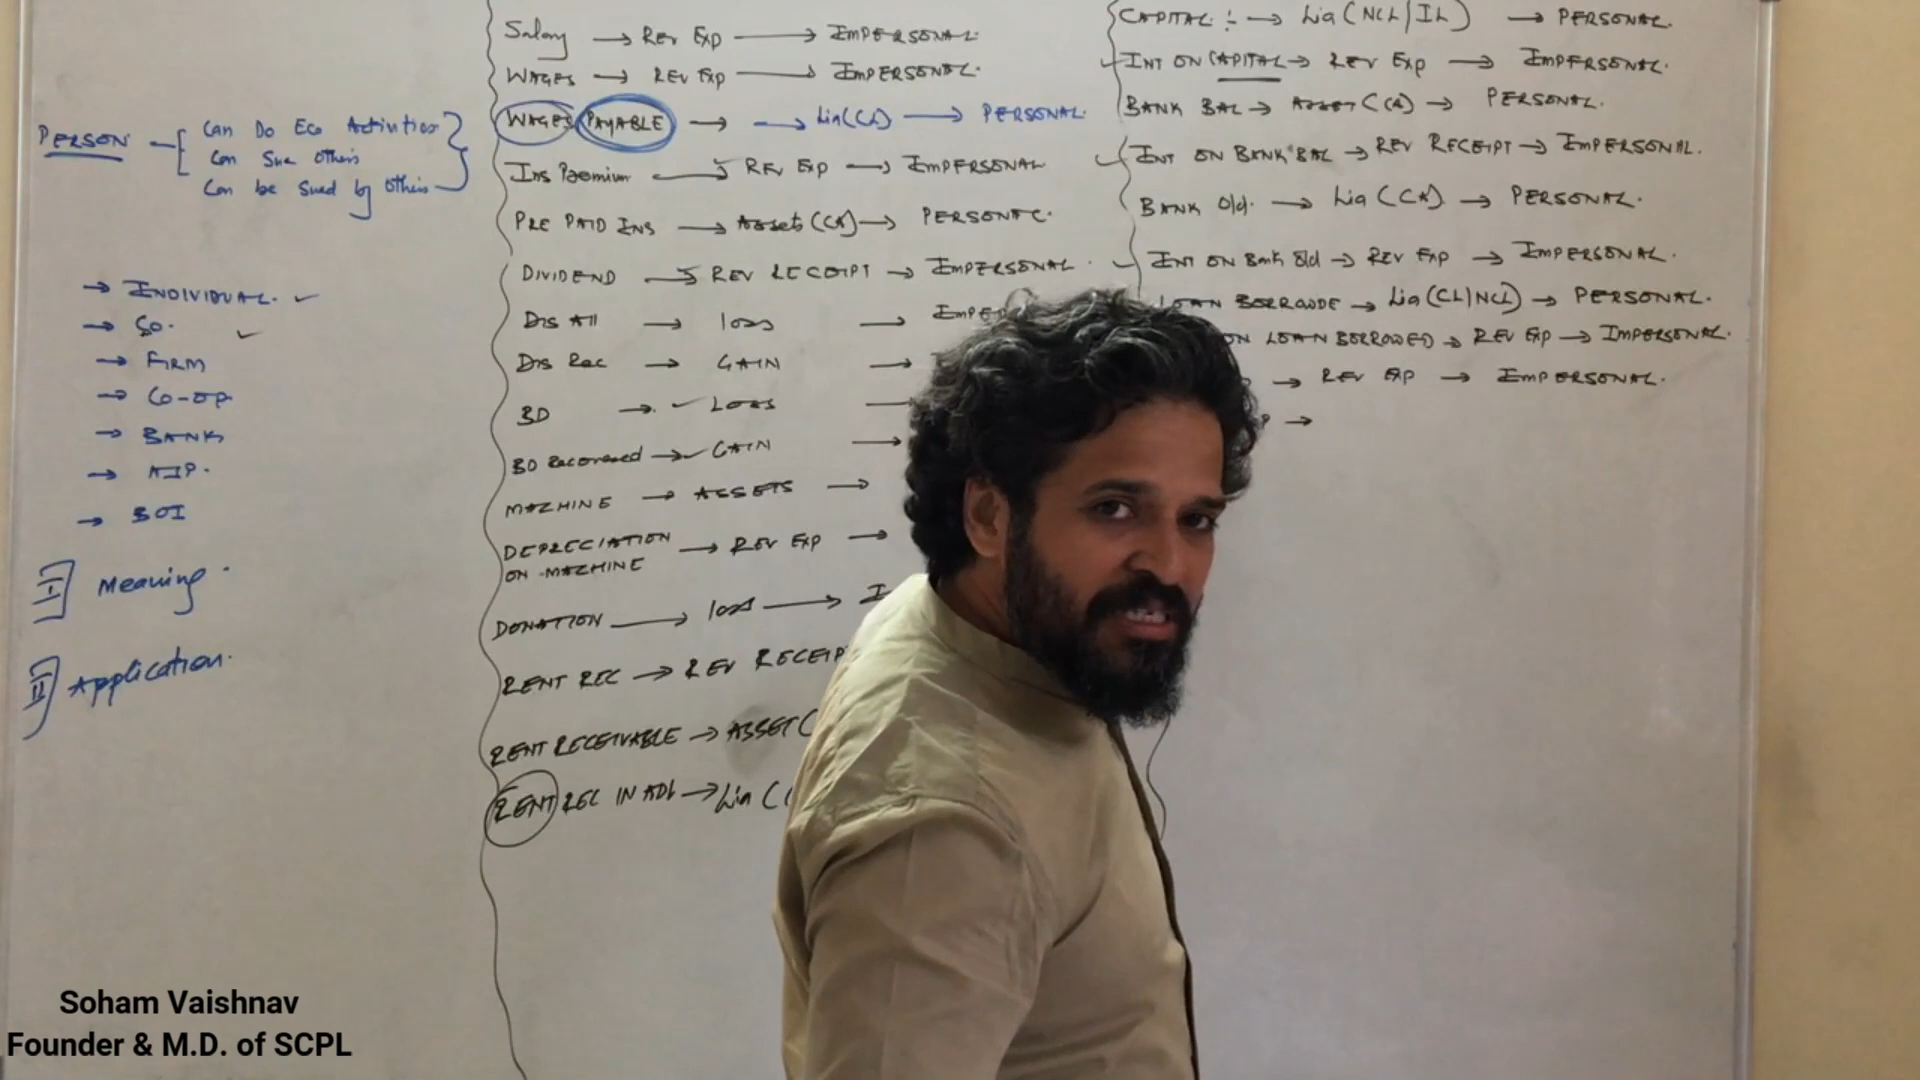 PERSON
Can Do Eco Activities
Can Sue others
Can be Sued by others
→ INDIVIDUAL. ✓
→ Co. ✓
→ FIRM
→ CO-OP.
→ BANK
→ AJP.
→ BOI
I] Meaning.
II] Application.
Salary → Rev Exp → IMPERSONAL.
WAGES → REV EXP → IMPERSONAL.
WAGES PAYABLE → → Lia(CL) → PERSONAL.
Ins Premium → REV EXP → IMPERSONAL
PRE PAID INS → Assets (CA) → PERSONAL.
DIVIDEND → REV RECEIPT → IMPERSONAL.
Dis All → loss →
Dis Rec → GAIN →
BD → ✓ Loss →
BD Recovered → ✓ GAIN →
MACHINE → ASSETS →
DEPRECIATION ON MACHINE → REV EXP →
DONATION → loss → I
RENT REC → REV RECEIP
RENT RECEIVABLE → ASSET (
RENT REC IN ADV → Lia (
CAPITAL :- → Lia (NCL/IL) → PERSONAL.
✓ INT ON CAPITAL → REV EXP → IMPERSONAL.
BANK BAL → ASSET (CA) → PERSONAL.
✓ INT ON BANK BAL → REV RECEIPT → IMPERSONAL.
BANK O/d. → Lia → PERSONAL.
✓ INT ON Bank O/d → REV EXP → IMPERSONAL.
LOAN → Lia (CL/NCL) → PERSONAL.
ON LOAN BORROWED → REV EXP → IMPERSONAL.
→ REV EXP → IMPERSONAL.
→
Soham Vaishnav
Founder & M.D. of SCPL